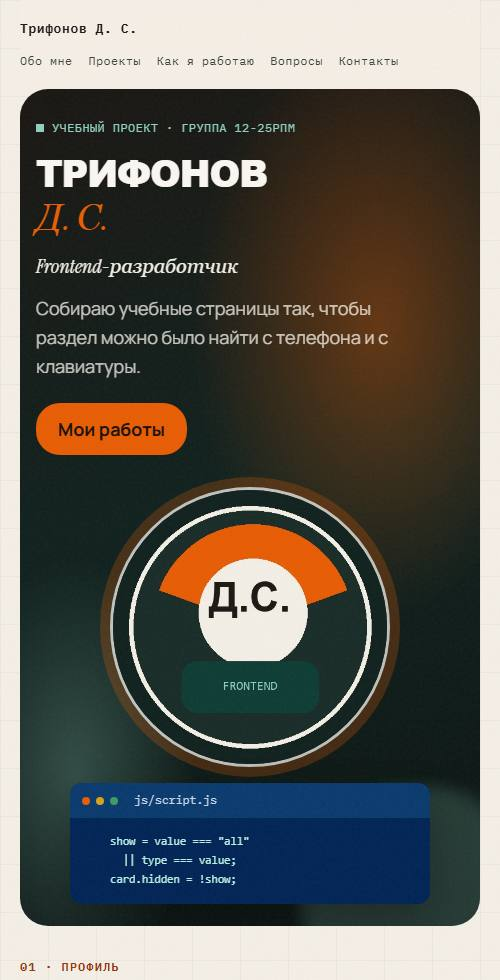 Трифонов Д. С.
Обо мне Проекты Как я работаю Вопросы Контакты
УЧЕБНЫЙ ПРОЕКТ · ГРУППА 12-25РПМ
ТРИФОНОВ
Д. С.
Frontend-разработчик
Собираю учебные страницы так, чтобы
раздел можно было найти с телефона и с
клавиатуры.
Мои работы
Д.С.
FRONTEND
js/script.js
show = value === "all"
|| type === value;
card.hidden = !show;
01 · ПРОФИЛЬ